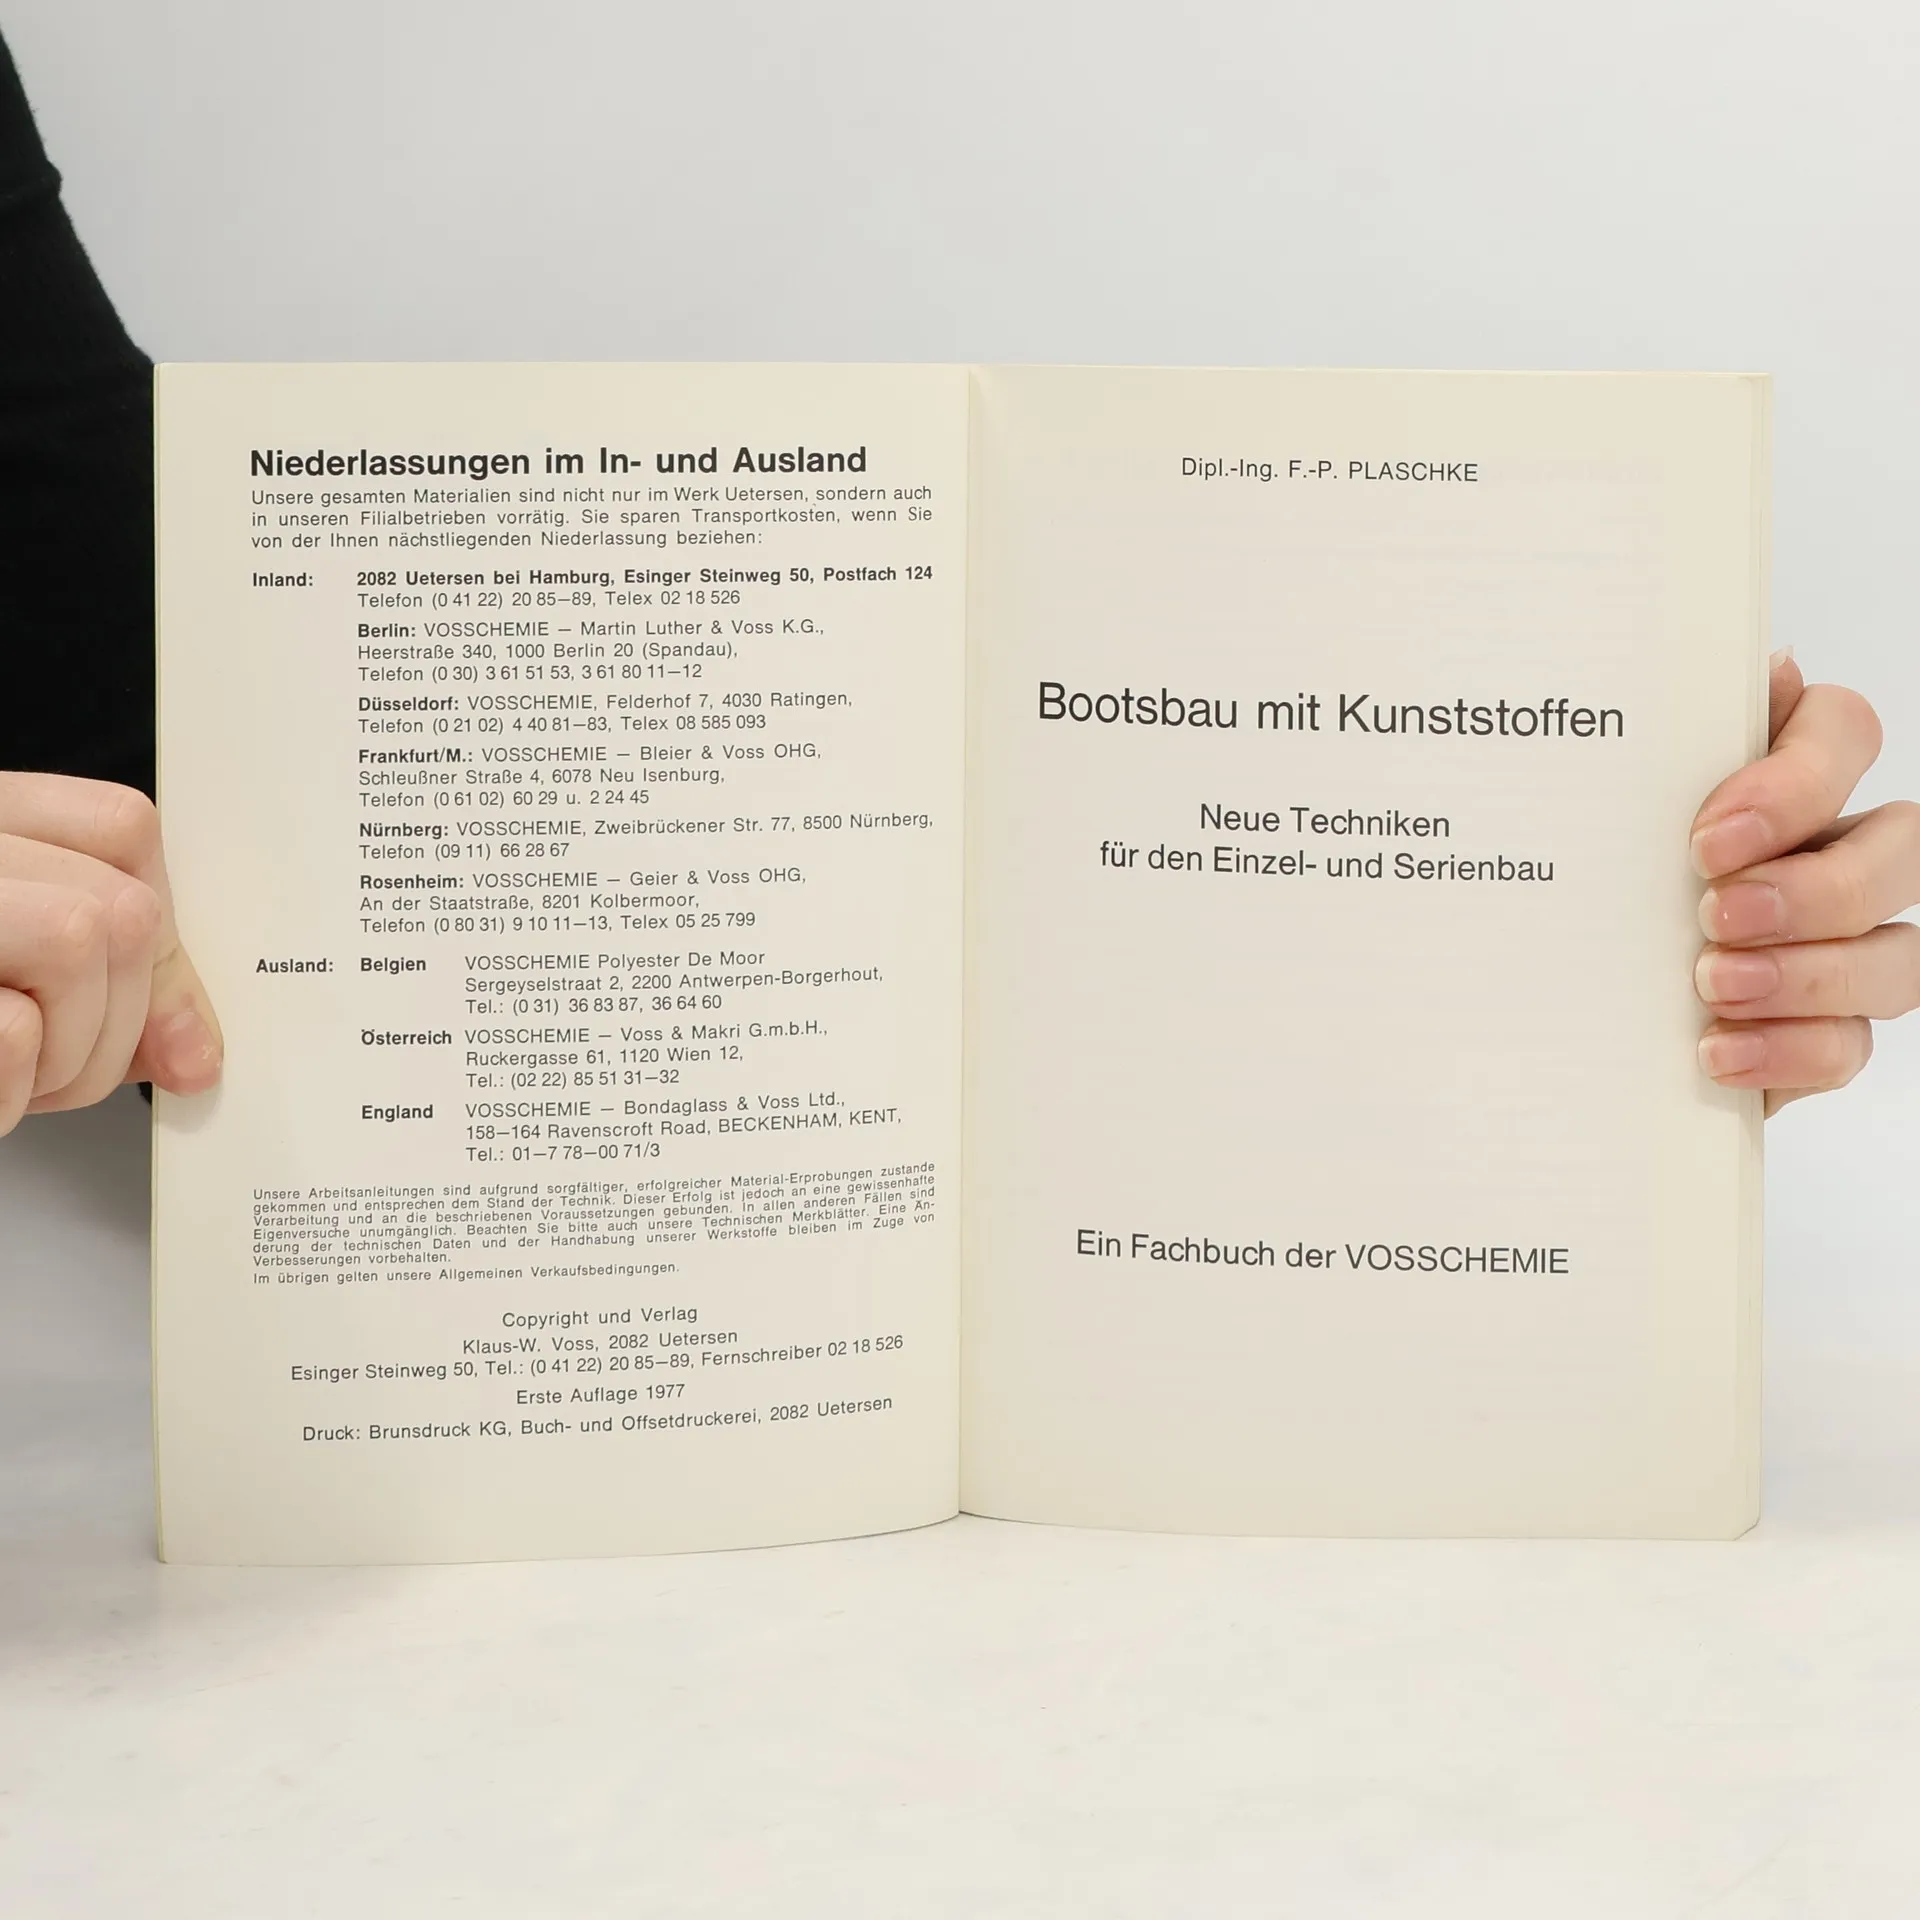 Niederlassungen im In- und Ausland
Unsere gesamten Materialien sind nicht nur im Werk Uetersen, sondern auch
in unseren Filialbetrieben vorrätig. Sie sparen Transportkosten, wenn Sie
von der Ihnen nächstliegenden Niederlassung beziehen:
Inland: 2082 Uetersen bei Hamburg, Esinger Steinweg 50, Postfach 124
Telefon (0 41 22) 20 85–89, Telex 02 18 526
Berlin: VOSSCHEMIE – Martin Luther & Voss K.G.,
Heerstraße 340, 1000 Berlin 20 (Spandau),
Telefon (0 30) 3 61 51 53, 3 61 80 11–12
Düsseldorf: VOSSCHEMIE, Felderhof 7, 4030 Ratingen,
Telefon (0 21 02) 4 40 81–83, Telex 08 585 093
Frankfurt/M.: VOSSCHEMIE – Bleier & Voss OHG,
Schleußner Straße 4, 6078 Neu Isenburg,
Telefon (0 61 02) 60 29 u. 2 24 45
Nürnberg: VOSSCHEMIE, Zweibrückener Str. 77, 8500 Nürnberg,
Telefon (09 11) 66 28 67
Rosenheim: VOSSCHEMIE – Geier & Voss OHG,
An der Staatstraße, 8201 Kolbermoor,
Telefon (0 80 31) 9 10 11–13, Telex 05 25 799
Ausland: Belgien VOSSCHEMIE Polyester De Moor
Sergeyselstraat 2, 2200 Antwerpen-Borgerhout,
Tel.: (0 31) 36 83 87, 36 64 60
Österreich VOSSCHEMIE – Voss & Makri G.m.b.H.,
Ruckergasse 61, 1120 Wien 12,
Tel.: (02 22) 85 51 31–32
England VOSSCHEMIE – Bondaglass & Voss Ltd.,
158–164 Ravenscroft Road, BECKENHAM, KENT,
Tel.: 01–7 78–00 71/3
Unsere Arbeitsanleitungen sind aufgrund sorgfältiger, erfolgreicher Material-Erprobungen zustande
gekommen und entsprechen dem Stand der Technik. Dieser Erfolg ist jedoch an eine gewissenhafte
Verarbeitung und an die beschriebenen Voraussetzungen gebunden. In allen anderen Fällen sind
Eigenversuche unumgänglich. Beachten Sie bitte auch unsere Technischen Merkblätter. Eine Än-
derung der technischen Daten und der Handhabung unserer Werkstoffe bleiben im Zuge von
Verbesserungen vorbehalten.
Im übrigen gelten unsere Allgemeinen Verkaufsbedingungen.
Copyright und Verlag
Klaus-W. Voss, 2082 Uetersen
Esinger Steinweg 50, Tel.: (0 41 22) 20 85–89, Fernschreiber 02 18 526
Erste Auflage 1977
Druck: Brunsdruck KG, Buch- und Offsetdruckerei, 2082 Uetersen
Dipl.-Ing. F.-P. PLASCHKE
Bootsbau mit Kunststoffen
Neue Techniken
für den Einzel- und Serienbau
Ein Fachbuch der VOSSCHEMIE